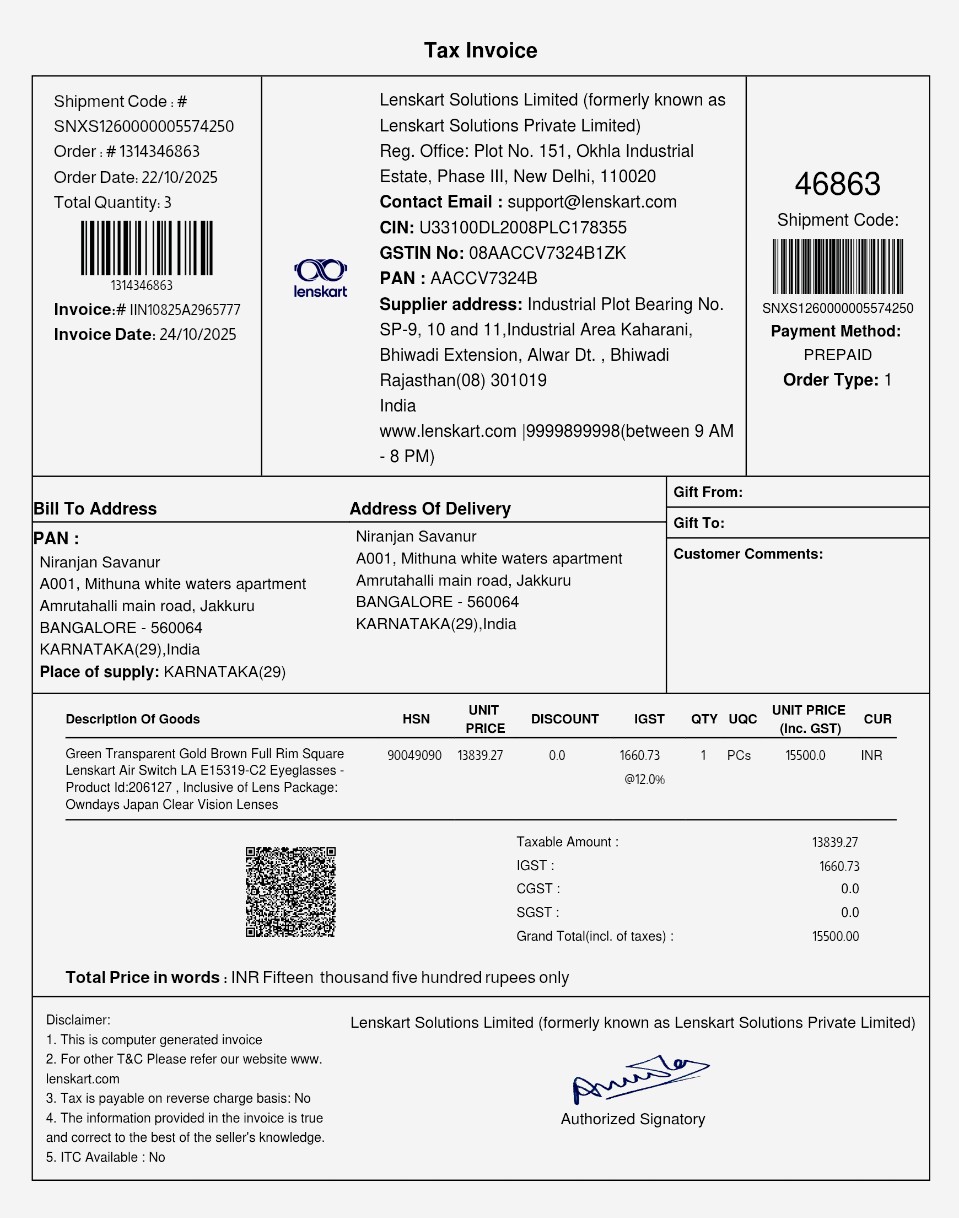 Tax Invoice
Shipment Code : #
SNXS1260000005574250
Order : # 1314346863
Order Date: 22/10/2025
Total Quantity: 3
1314346863
Invoice:# IIN10825A2965777
Invoice Date: 24/10/2025
lenskart
Lenskart Solutions Limited (formerly known as
Lenskart Solutions Private Limited)
Reg. Office: Plot No. 151, Okhla Industrial
Estate, Phase III, New Delhi, 110020
Contact Email : support@lenskart.com
CIN: U33100DL2008PLC178355
GSTIN No: 08AACCV7324B1ZK
PAN : AACCV7324B
Supplier address: Industrial Plot Bearing No.
SP-9, 10 and 11,Industrial Area Kaharani,
Bhiwadi Extension, Alwar Dt. , Bhiwadi
Rajasthan(08) 301019
India
www.lenskart.com |9999899998(between 9 AM
- 8 PM)
46863
Shipment Code:
SNXS1260000005574250
Payment Method:
PREPAID
Order Type: 1
Bill To Address
PAN :
Niranjan Savanur
A001, Mithuna white waters apartment
Amrutahalli main road, Jakkuru
BANGALORE - 560064
KARNATAKA(29),India
Place of supply: KARNATAKA(29)
Address Of Delivery
Niranjan Savanur
A001, Mithuna white waters apartment
Amrutahalli main road, Jakkuru
BANGALORE - 560064
KARNATAKA(29),India
Gift From:
Gift To:
Customer Comments:
Description Of Goods HSN UNIT PRICE DISCOUNT IGST QTY UQC UNIT PRICE (Inc. GST) CUR
Green Transparent Gold Brown Full Rim Square 90049090 13839.27 0.0 1660.73 1 PCs 15500.0 INR
Lenskart Air Switch LA E15319-C2 Eyeglasses -
@12.0%
Product Id:206127 , Inclusive of Lens Package:
Owndays Japan Clear Vision Lenses
Taxable Amount : 13839.27
IGST : 1660.73
CGST : 0.0
SGST : 0.0
Grand Total(incl. of taxes) : 15500.00
Total Price in words : INR Fifteen thousand five hundred rupees only
Disclaimer:
1. This is computer generated invoice
2. For other T&C Please refer our website www.
lenskart.com
3. Tax is payable on reverse charge basis: No
4. The information provided in the invoice is true
and correct to the best of the seller's knowledge.
5. ITC Available : No
Lenskart Solutions Limited (formerly known as Lenskart Solutions Private Limited)
Authorized Signatory